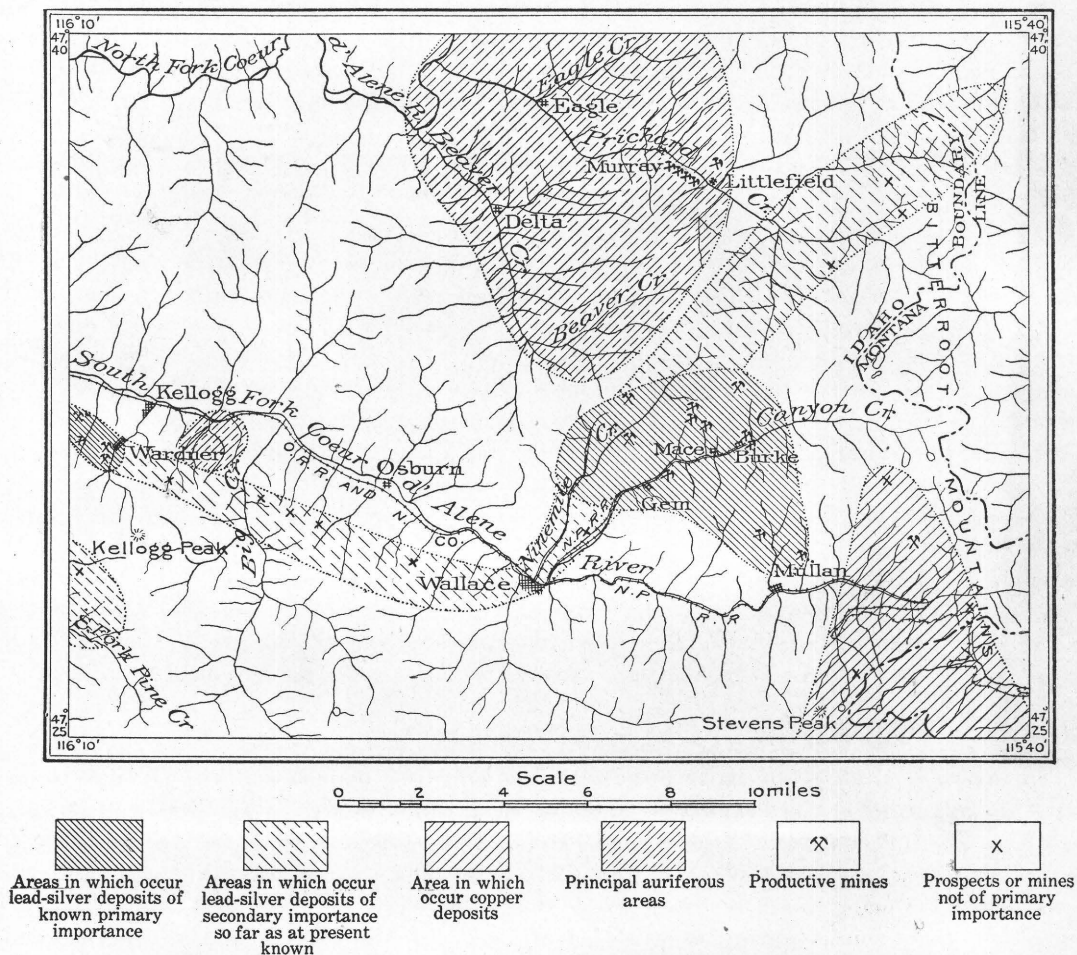 116°10′
115°40′
47°
40
47°
40
North Fork Coeur
d'Alene R.
Beaver
Eagle Cr.
Eagle
Prichard
Murray
Littlefield
Cr.
Delta
Cr.
Beaver Cr
BOUNDARY
LINE
BITTERROOT
IDAHO
MONTANA
South
Kellogg
Fork
Wardner
Coeur
Osburn
d'
Alene
O.R.R. AND
N.
CO
Canyon Cr.
Mace
Burke
Gem
Ninemile
Cr.
N.P.R.R.
Kellogg Peak
Big
Cr
Wallace
River
N.P
R.
R
Mullan
MOUNTAINS
E. Fork Pine Cr
Stevens Peak
47°
25
47°
25
116°10′
115°40′
Scale
0 2 4 6 8 10 miles
Areas in which occur
lead-silver deposits of
known primary
importance
Areas in which occur
lead-silver deposits of
secondary importance
so far as at present
known
Area in which
occur copper
deposits
Principal auriferous
areas
Productive mines
Prospects or mines
not of primary
importance